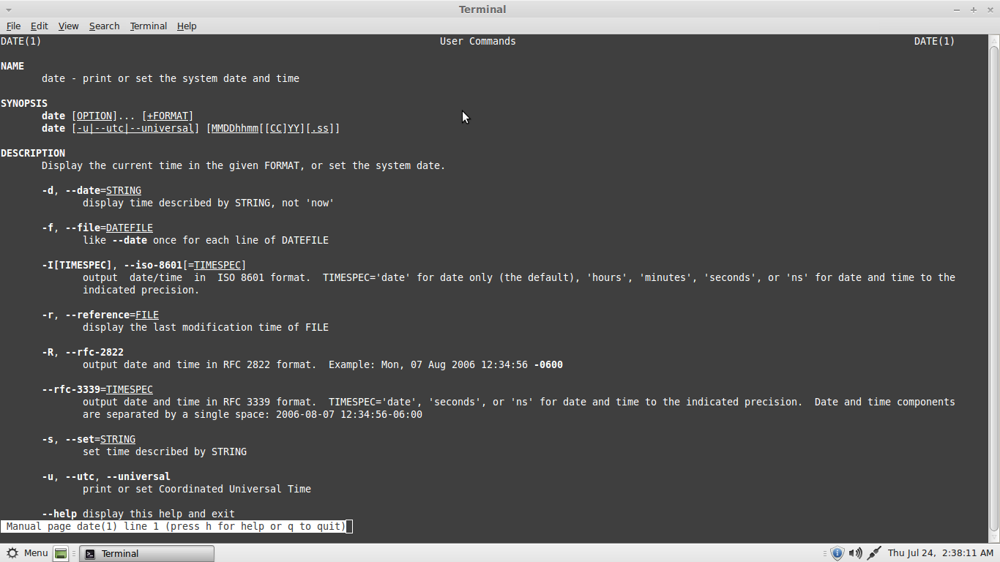 Terminal
File Edit View Search Terminal Help
DATE(1) User Commands DATE(1)
NAME
date - print or set the system date and time
SYNOPSIS
date [OPTION]... [+FORMAT]
date [-u|--utc|--universal] [MMDDhhmm[[CC]YY][.ss]]
DESCRIPTION
Display the current time in the given FORMAT, or set the system date.
-d, --date=STRING
display time described by STRING, not 'now'
-f, --file=DATEFILE
like --date once for each line of DATEFILE
-I[TIMESPEC], --iso-8601[=TIMESPEC]
output date/time in ISO 8601 format. TIMESPEC='date' for date only (the default), 'hours', 'minutes', 'seconds', or 'ns' for date and time to the
indicated precision.
-r, --reference=FILE
display the last modification time of FILE
-R, --rfc-2822
output date and time in RFC 2822 format. Example: Mon, 07 Aug 2006 12:34:56 -0600
--rfc-3339=TIMESPEC
output date and time in RFC 3339 format. TIMESPEC='date', 'seconds', or 'ns' for date and time to the indicated precision. Date and time components
are separated by a single space: 2006-08-07 12:34:56-06:00
-s, --set=STRING
set time described by STRING
-u, --utc, --universal
print or set Coordinated Universal Time
--help display this help and exit
Manual page date(1) line 1 (press h for help or q to quit)
Menu Terminal Thu Jul 24, 2:38:11 AM